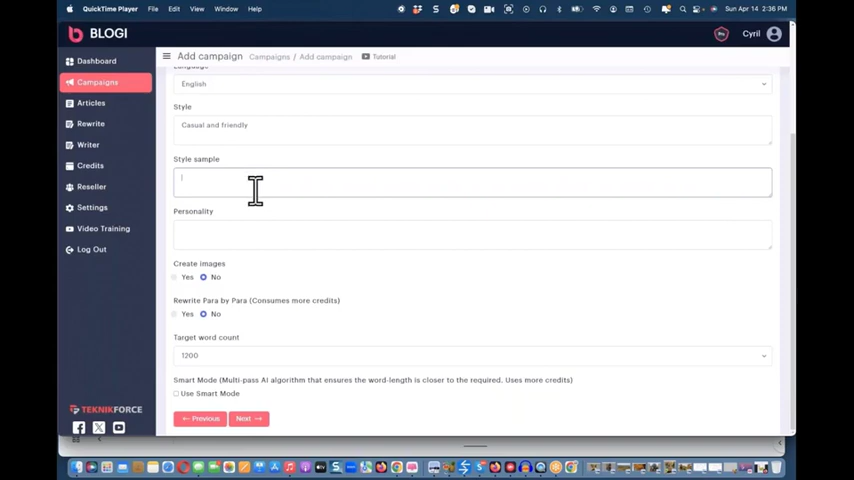 QuickTime Player File Edit View Window Help
Sun Apr 14 2:36 PM
BLOGI
Cyril
Add campaign Campaigns / Add campaign Tutorial
Dashboard
Campaigns
Articles
Rewrite
Writer
Credits
Reseller
Settings
Video Training
Log Out
TEKNIKFORCE
Language
English
Style
Casual and friendly
Style sample
Personality
Create images
Yes No
Rewrite Para by Para (Consumes more credits)
Yes No
Target word count
1200
Smart Mode (Multi-pass AI algorithm that ensures the word-length is closer to the required. Uses more credits)
Use Smart Mode
← Previous Next →